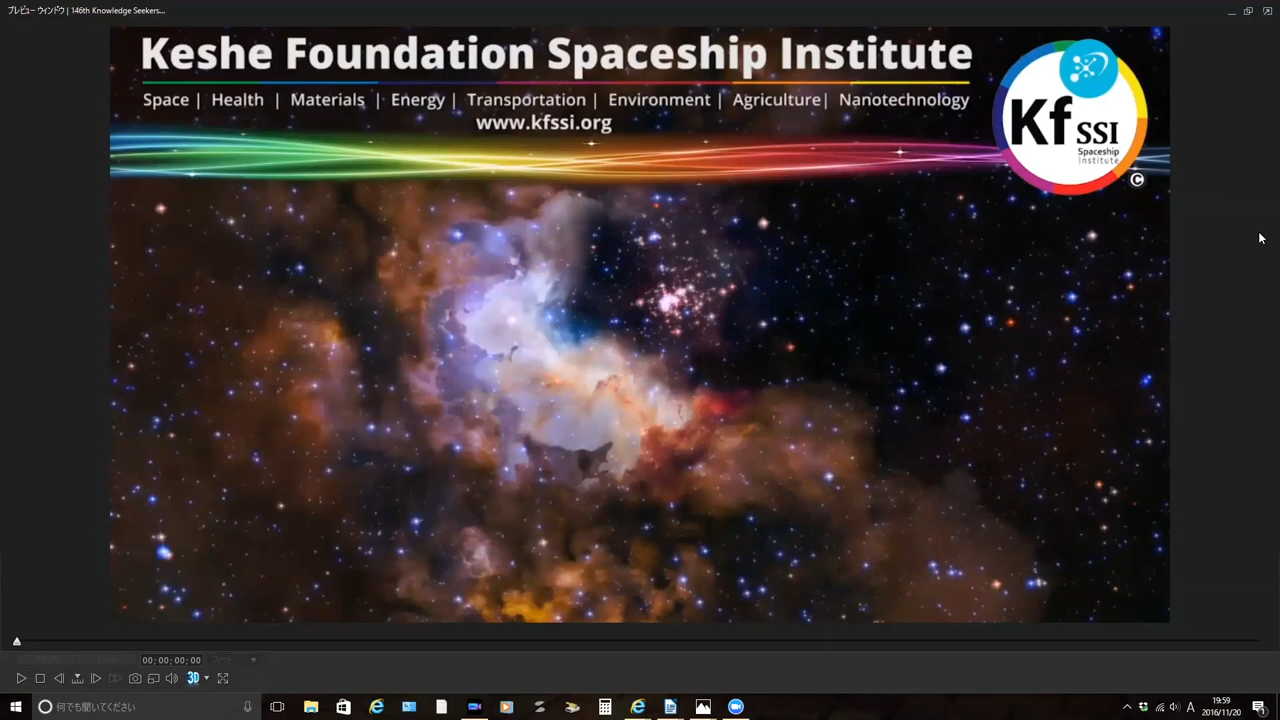 プレビュー ウィンドウ | 146th Knowledge Seekers...
Keshe Foundation Spaceship Institute
Space | Health | Materials | Energy | Transportation | Environment | Agriculture | Nanotechnology
www.kfssi.org
Kf SSI
Spaceship
Institute
©
00;00;00;00
3D
何でも聞いてください
A
19:59
2016/11/20